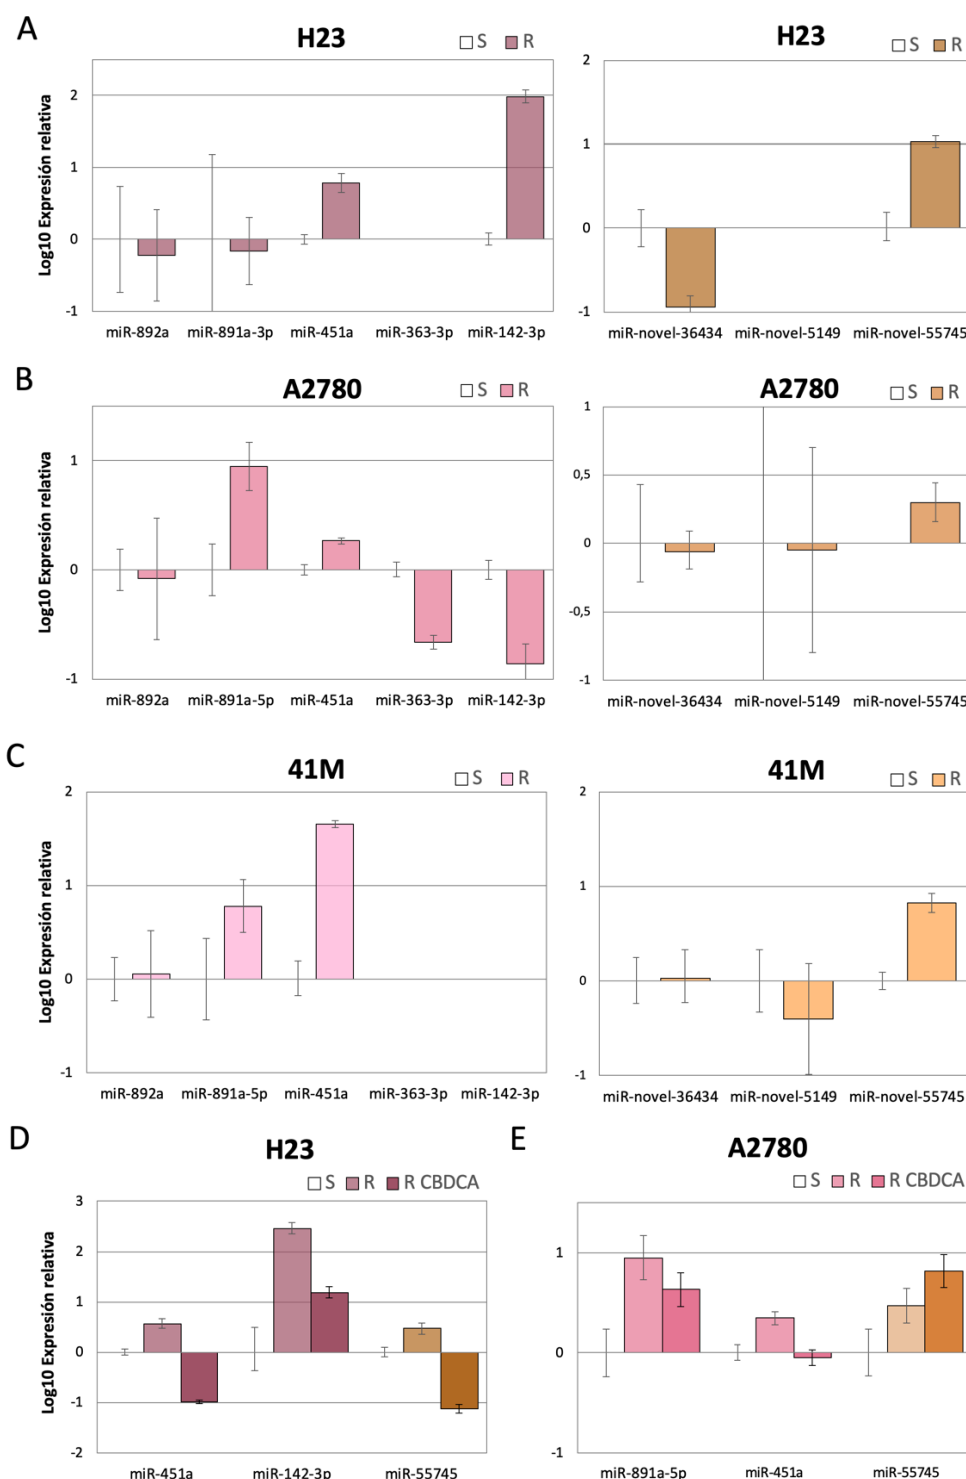 A
H23
S R
Log10 Expresión relativa
2
1
0
-1
miR-892a miR-891a-3p miR-451a miR-363-3p miR-142-3p
H23
S R
2
1
0
-1
miR-novel-36434 miR-novel-5149 miR-novel-55745
B
A2780
S R
Log10 Expresión relativa
1
0
-1
miR-892a miR-891a-5p miR-451a miR-363-3p miR-142-3p
A2780
S R
1
0,5
0
-0,5
-1
miR-novel-36434 miR-novel-5149 miR-novel-55745
C
41M
S R
Log10 Expresión relativa
2
1
0
-1
miR-892a miR-891a-5p miR-451a miR-363-3p miR-142-3p
41M
S R
2
1
0
-1
miR-novel-36434 miR-novel-5149 miR-novel-55745
D
H23
S R R CBDCA
Log10 Expresión relativa
3
2
1
0
-1
-2
miR-451a miR-142-3p miR-55745
E
A2780
S R R CBDCA
1
0
-1
miR-891a-5p miR-451a miR-55745